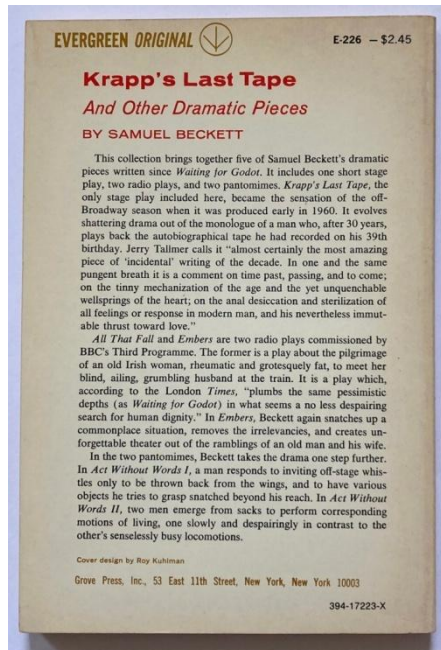 EVERGREEN ORIGINAL
E-226 – $2.45
Krapp's Last Tape
And Other Dramatic Pieces
BY SAMUEL BECKETT
This collection brings together five of Samuel Beckett's dramatic
pieces written since Waiting for Godot. It includes one short stage
play, two radio plays, and two pantomimes. Krapp's Last Tape, the
only stage play included here, became the sensation of the off-
Broadway season when it was produced early in 1960. It evolves
shattering drama out of the monologue of a man who, after 30 years,
plays back the autobiographical tape he had recorded on his 39th
birthday. Jerry Tallmer calls it "almost certainly the most amazing
piece of 'incidental' writing of the decade. In one and the same
pungent breath it is a comment on time past, passing, and to come;
on the tinny mechanization of the age and the yet unquenchable
wellsprings of the heart; on the anal desiccation and sterilization of
all feelings or response in modern man, and his nevertheless immut-
able thrust toward love."
All That Fall and Embers are two radio plays commissioned by
BBC's Third Programme. The former is a play about the pilgrimage
of an old Irish woman, rheumatic and grotesquely fat, to meet her
blind, ailing, grumbling husband at the train. It is a play which,
according to the London Times, "plumbs the same pessimistic
depths (as Waiting for Godot) in what seems a no less despairing
search for human dignity." In Embers, Beckett again snatches up a
commonplace situation, removes the irrelevancies, and creates un-
forgettable theater out of the ramblings of an old man and his wife.
In the two pantomimes, Beckett takes the drama one step further.
In Act Without Words I, a man responds to inviting off-stage whis-
tles only to be thrown back from the wings, and to have various
objects he tries to grasp snatched beyond his reach. In Act Without
Words II, two men emerge from sacks to perform corresponding
motions of living, one slowly and despairingly in contrast to the
other's senselessly busy locomotions.
Cover design by Roy Kuhlman
Grove Press, Inc., 53 East 11th Street, New York, New York 10003
394-17223-X